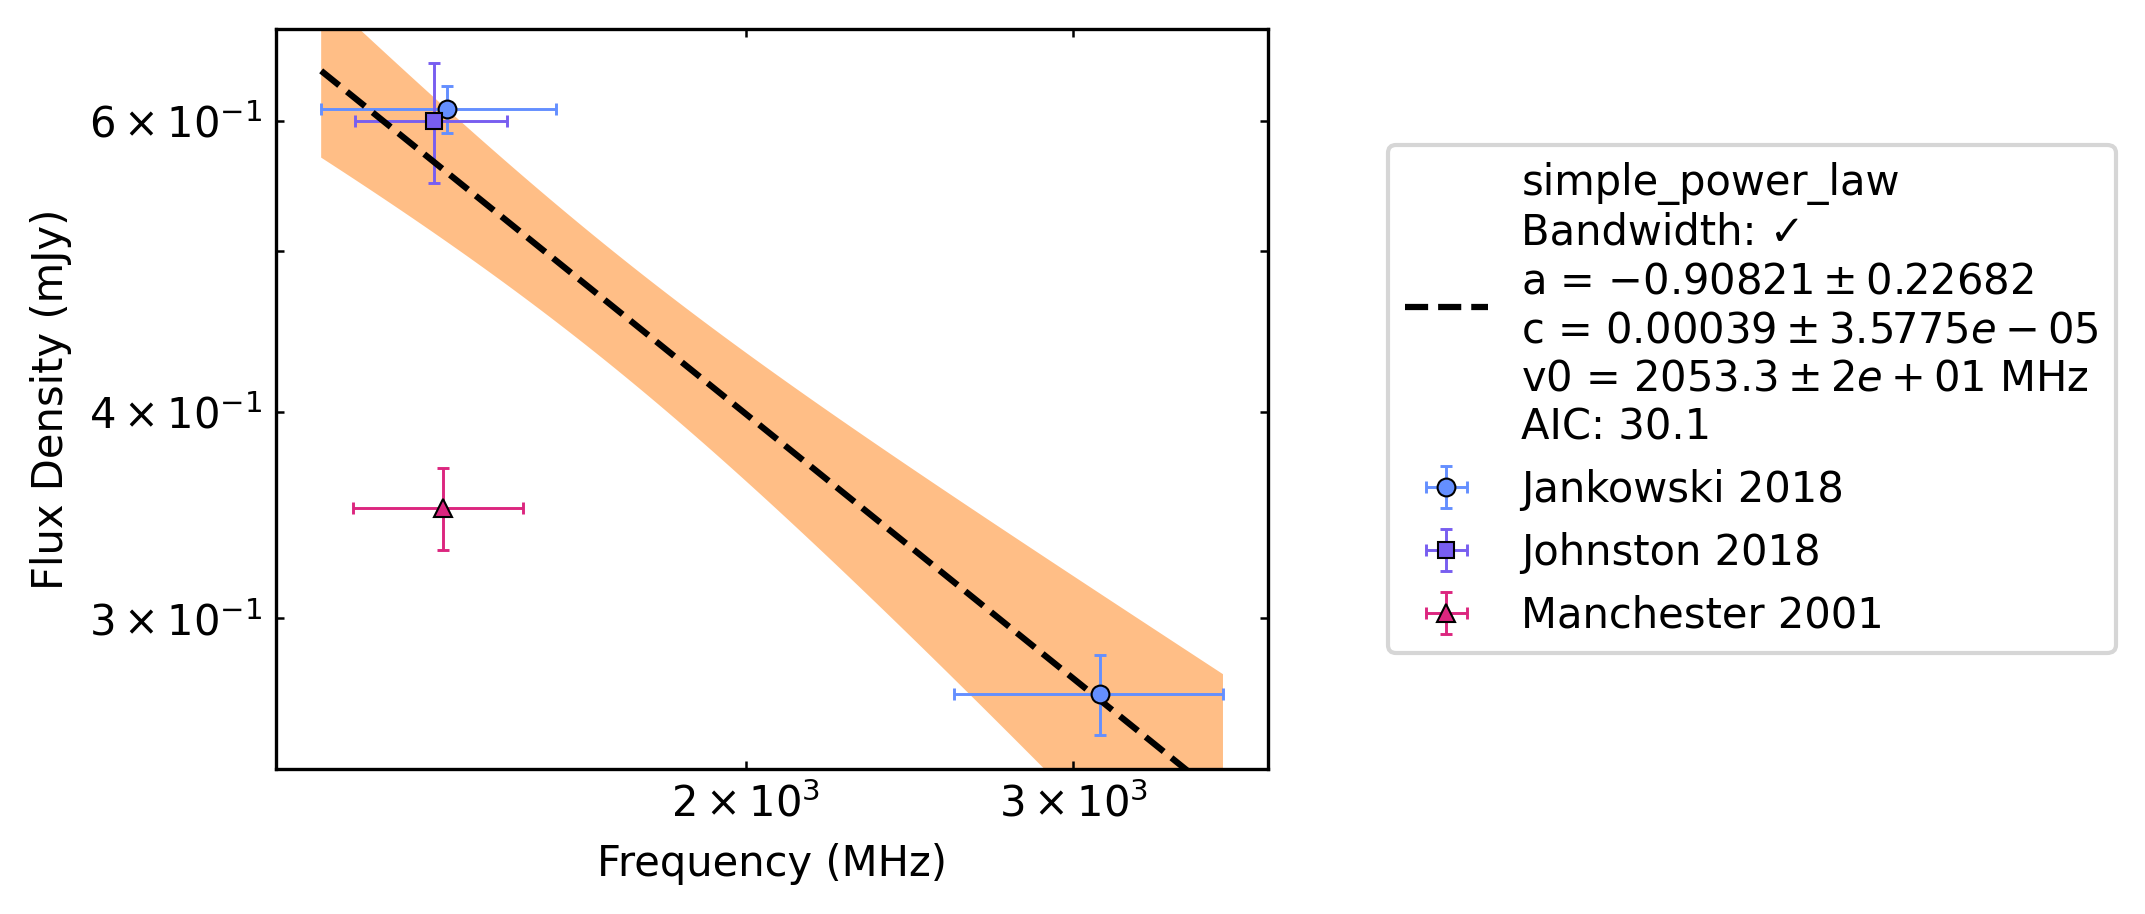 6 × 10⁻¹
4 × 10⁻¹
3 × 10⁻¹
Flux Density (mJy)
2 × 10³
3 × 10³
Frequency (MHz)
simple_power_law
Bandwidth: ✓
a = −0.90821 ± 0.22682
c = 0.00039 ± 3.5775e − 05
v0 = 2053.3 ± 2e + 01 MHz
AIC: 30.1
Jankowski 2018
Johnston 2018
Manchester 2001